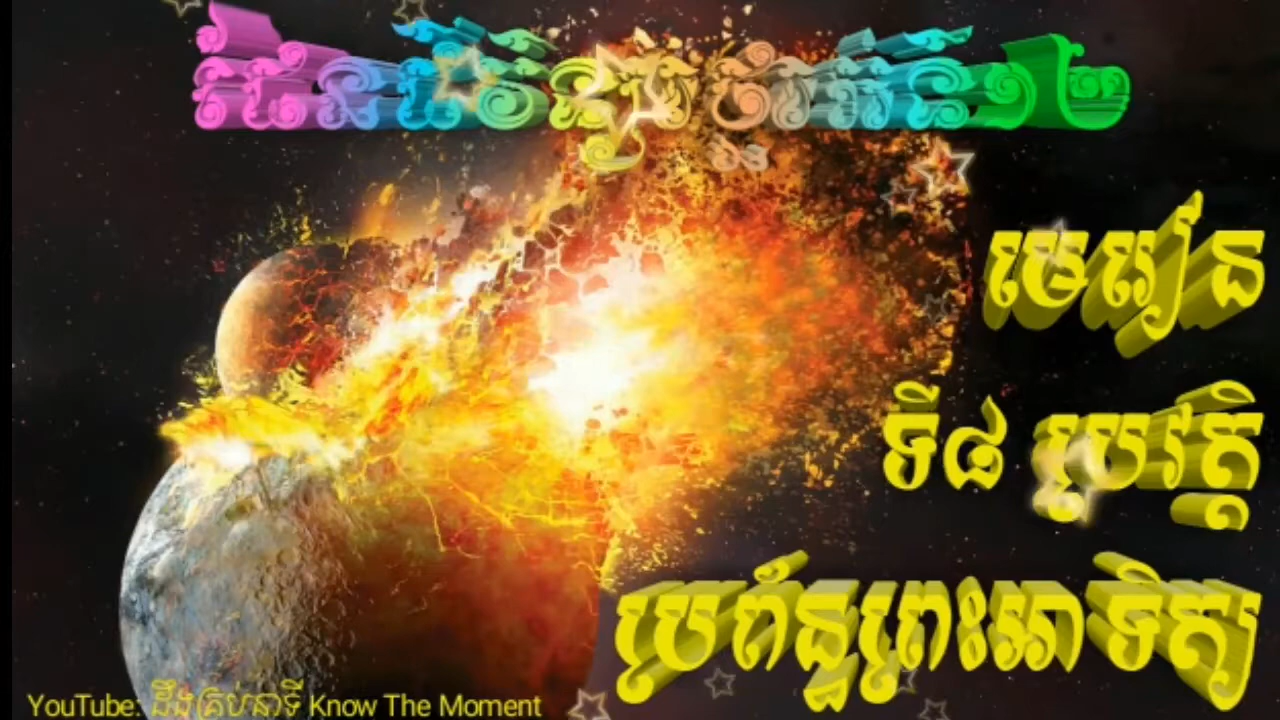 ផែនដីវិទ្យា ថ្នាក់ទី១២
មេរៀន
ទី៨ ប្រវត្តិ
ប្រព័ន្ធព្រះអាទិត្យ
YouTube: ដឹងគ្រប់នាទី Know The Moment